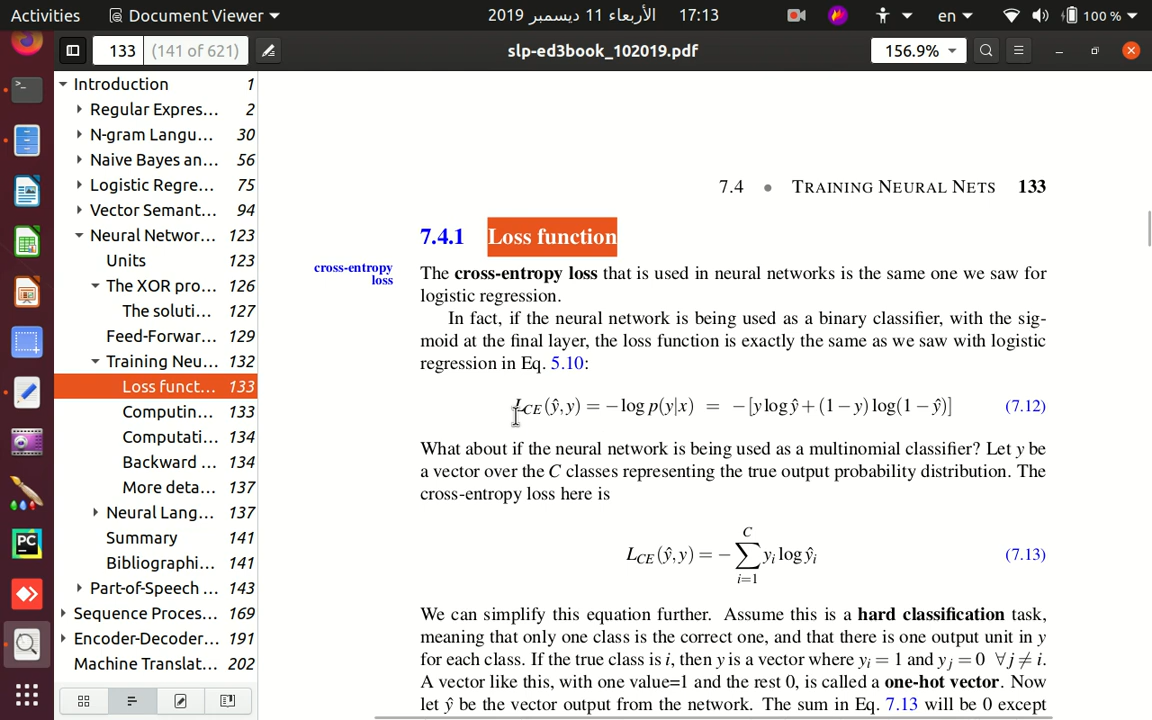 Activities Document Viewer الأربعاء 11 ديسمبر 2019 17:13 en 100 %
133 (141 of 621) slp-ed3book_102019.pdf 156.9%
Introduction 1
Regular Expres... 2
N-gram Langu... 30
Naive Bayes an... 56
Logistic Regre... 75
Vector Semant... 94
Neural Networ... 123
Units 123
The XOR pro... 126
The soluti... 127
Feed-Forwar... 129
Training Neu... 132
Loss funct... 133
Computin... 133
Computati... 134
Backward ... 134
More deta... 137
Neural Lang... 137
Summary 141
Bibliographi... 141
Part-of-Speech ... 143
Sequence Proces... 169
Encoder-Decoder... 191
Machine Translat... 202
PC
7.4 • TRAINING NEURAL NETS 133
7.4.1 Loss function
cross-entropy
loss
The cross-entropy loss that is used in neural networks is the same one we saw for
logistic regression.
In fact, if the neural network is being used as a binary classifier, with the sig-
moid at the final layer, the loss function is exactly the same as we saw with logistic
regression in Eq. 5.10:
L_CE(ŷ,y) = −log p(y|x) = −[y log ŷ + (1−y) log(1−ŷ)] (7.12)
What about if the neural network is being used as a multinomial classifier? Let y be
a vector over the C classes representing the true output probability distribution. The
cross-entropy loss here is
L_CE(ŷ,y) = −∑_{i=1}^{C} y_i log ŷ_i (7.13)
We can simplify this equation further. Assume this is a hard classification task,
meaning that only one class is the correct one, and that there is one output unit in y
for each class. If the true class is i, then y is a vector where y_i = 1 and y_j = 0 ∀j ≠ i.
A vector like this, with one value=1 and the rest 0, is called a one-hot vector. Now
let ŷ be the vector output from the network. The sum in Eq. 7.13 will be 0 except